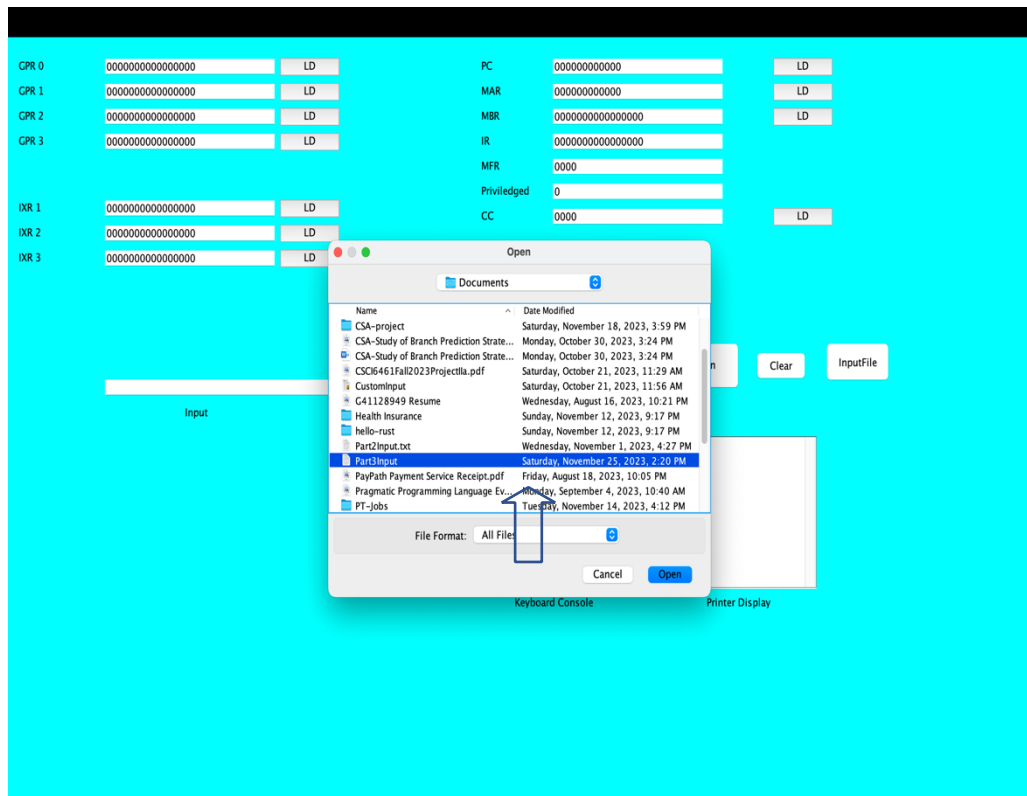 GPR 0 0000000000000000 LD PC 000000000000 LD
GPR 1 0000000000000000 LD MAR 000000000000 LD
GPR 2 0000000000000000 LD MBR 0000000000000000 LD
GPR 3 0000000000000000 LD IR 0000000000000000
MFR 0000
Priviledged 0
IXR 1 0000000000000000 LD
CC 0000 LD
IXR 2 0000000000000000 LD
IXR 3 0000000000000000 LD
Open
Documents
Name Date Modified
CSA-project Saturday, November 18, 2023, 3:59 PM
CSA-Study of Branch Prediction Strate... Monday, October 30, 2023, 3:24 PM
CSA-Study of Branch Prediction Strate... Monday, October 30, 2023, 3:24 PM
CSCI6461Fall2023ProjectIIa.pdf Saturday, October 21, 2023, 11:29 AM
CustomInput Saturday, October 21, 2023, 11:56 AM
G41128949 Resume Wednesday, August 16, 2023, 10:21 PM
Health Insurance Sunday, November 12, 2023, 9:17 PM
hello-rust Sunday, November 12, 2023, 9:17 PM
Part2Input.txt Wednesday, November 1, 2023, 4:27 PM
Part3Input Saturday, November 25, 2023, 2:20 PM
PayPath Payment Service Receipt.pdf Friday, August 18, 2023, 10:05 PM
Pragmatic Programming Language Ev... Monday, September 4, 2023, 10:40 AM
PT-Jobs Tuesday, November 14, 2023, 4:12 PM
File Format: All Files
Cancel Open
n Clear InputFile
Input
Keyboard Console Printer Display